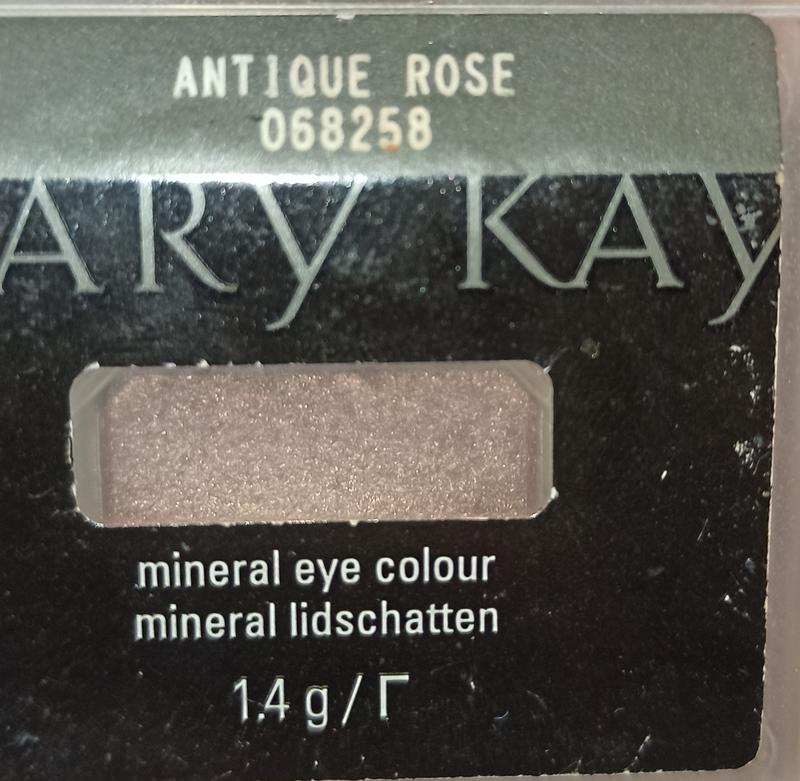 ANTIQUE ROSE
068258
ARY KAY
mineral eye colour
mineral lidschatten
1.4 g / Г